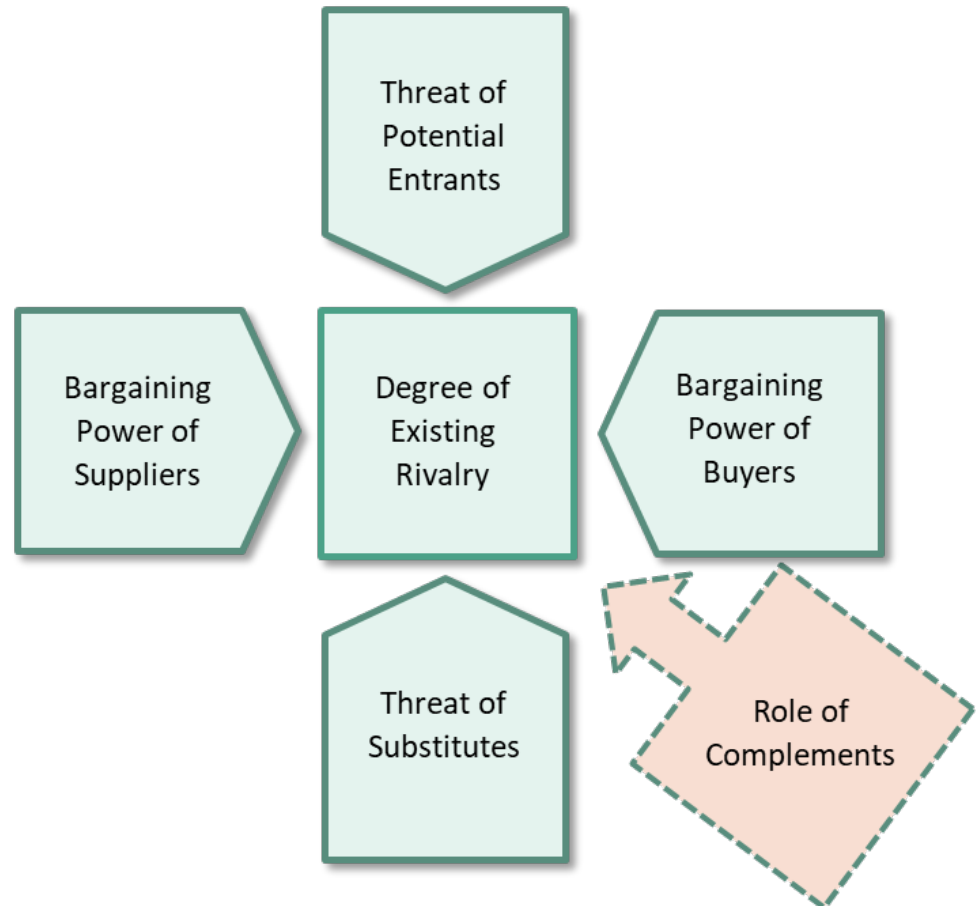 Threat of
Potential
Entrants
Bargaining
Power of
Suppliers
Degree of
Existing
Rivalry
Bargaining
Power of
Buyers
Threat of
Substitutes
Role of
Complements